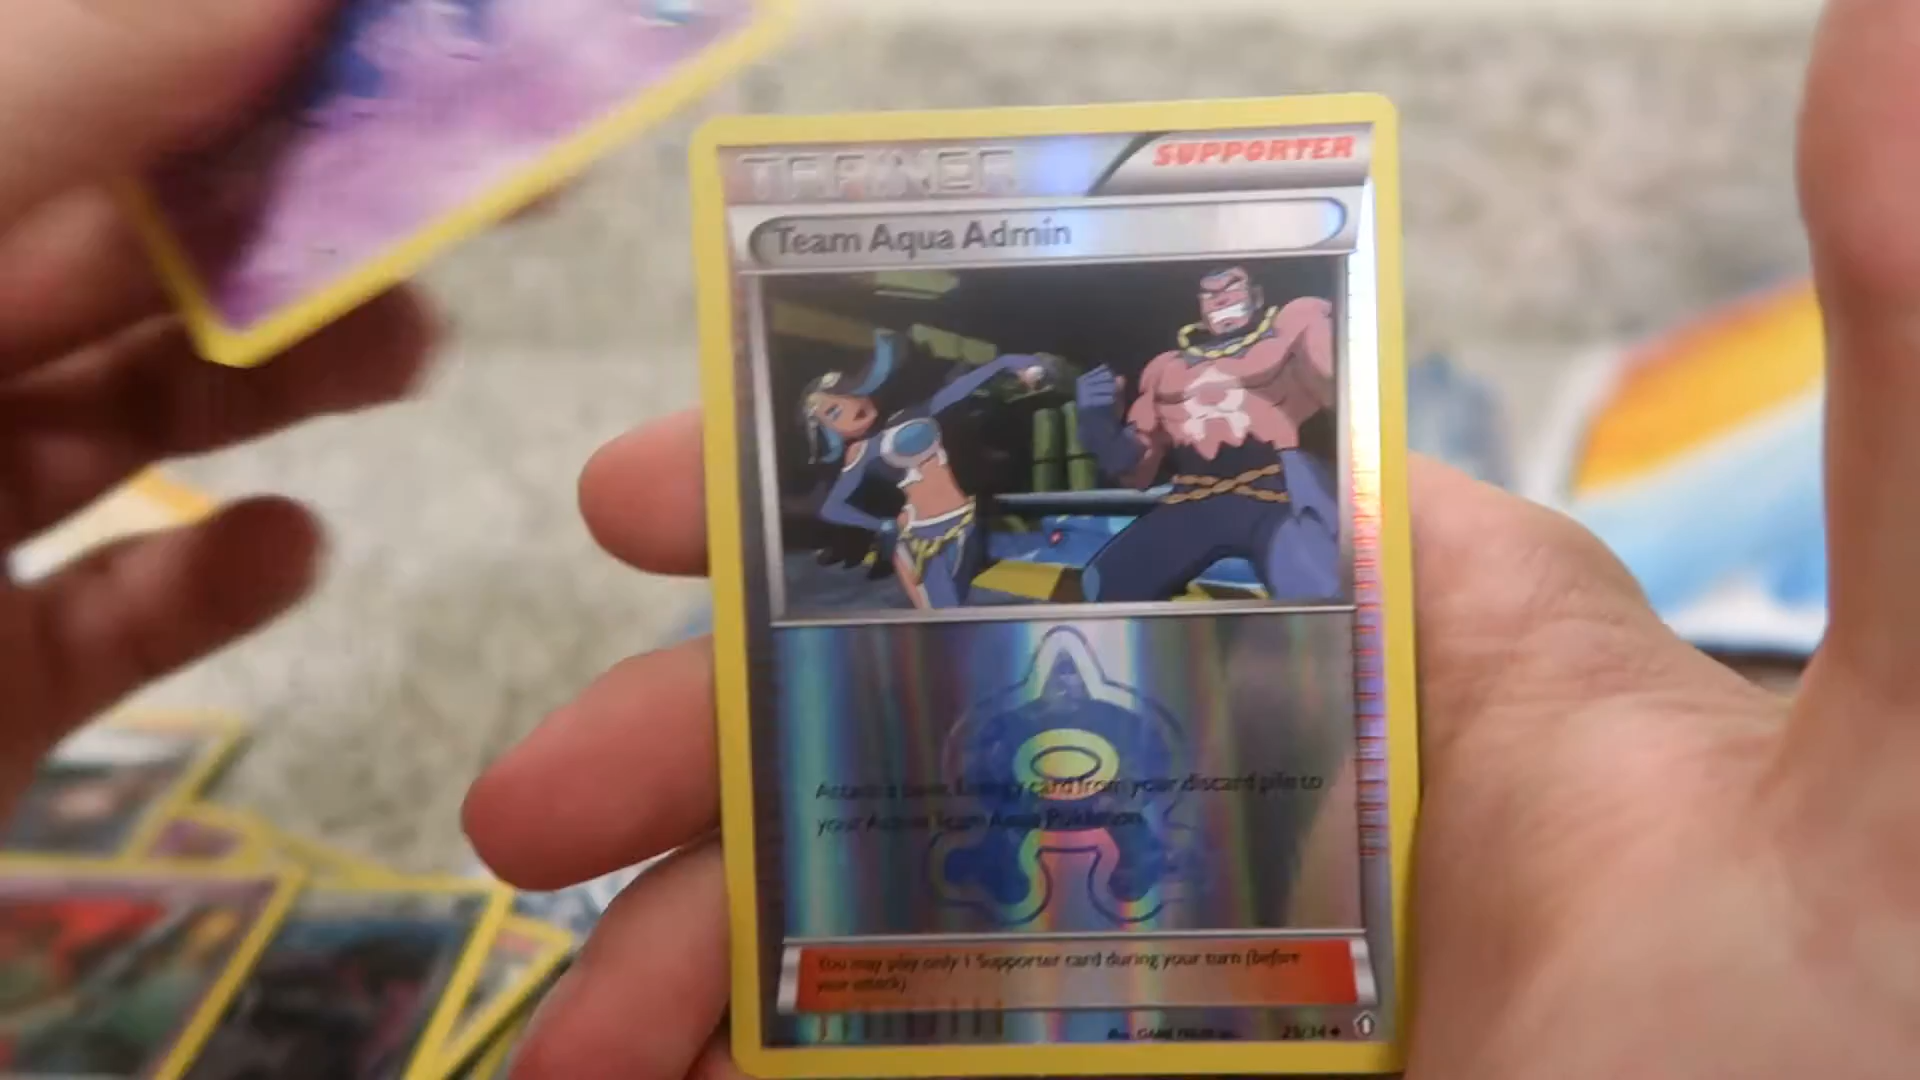 TRAINER
SUPPORTER
Team Aqua Admin
Attach a basic Energy card from your discard pile to
your Active Team Aqua Pokémon.
You may play only 1 Supporter card during your turn (before
your attack).